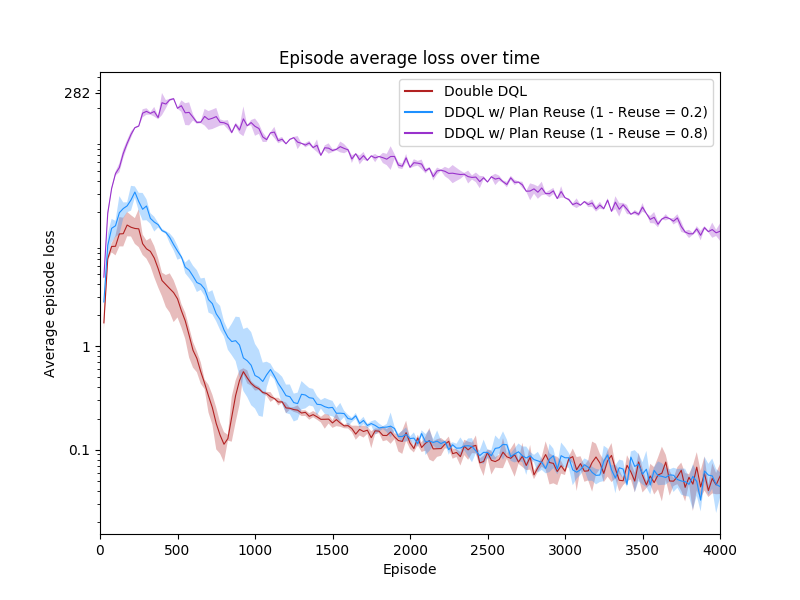 Episode average loss over time
Double DQL
DDQL w/ Plan Reuse (1 - Reuse = 0.2)
DDQL w/ Plan Reuse (1 - Reuse = 0.8)
Average episode loss
282
1
0.1
0 500 1000 1500 2000 2500 3000 3500 4000
Episode